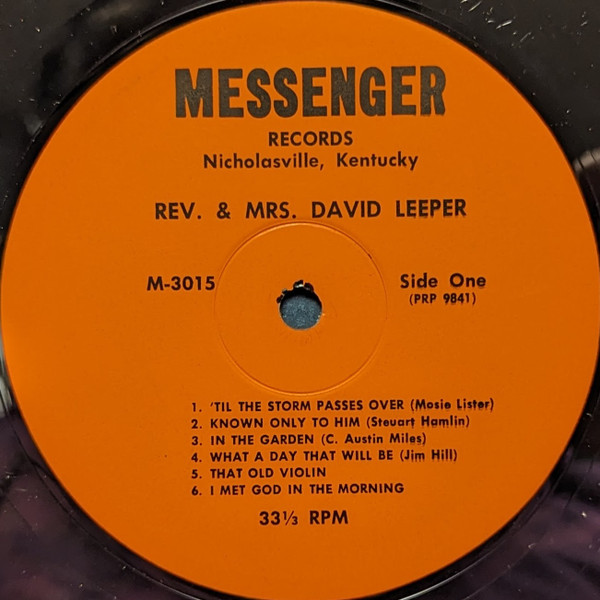 MESSENGER
RECORDS
Nicholasville, Kentucky
REV. & MRS. DAVID LEEPER
M-3015
Side One
(PRP 9841)
1. 'TIL THE STORM PASSES OVER (Mosie Lister)
2. KNOWN ONLY TO HIM (Steuart Hamlin)
3. IN THE GARDEN (C. Austin Miles)
4. WHAT A DAY THAT WILL BE (Jim Hill)
5. THAT OLD VIOLIN
6. I MET GOD IN THE MORNING
33⅓ RPM